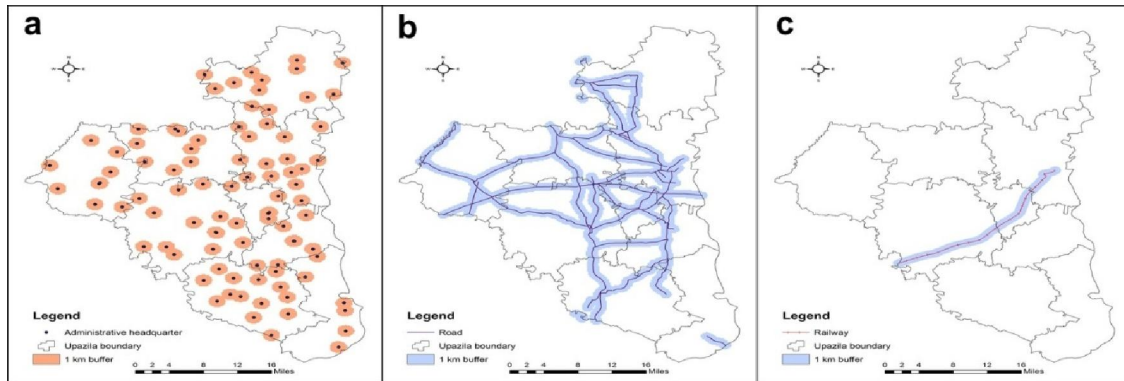 a
N
W E
S
Legend
Administrative headquarter
Upazila boundary
1 km buffer
0 2 4 8 12 16
Miles
b
N
W E
S
Legend
Road
Upazila boundary
1 km buffer
0 2 4 8 12 16
Miles
c
N
W E
S
Legend
Railway
Upazila boundary
1 km buffer
0 2 4 8 12 16
Miles